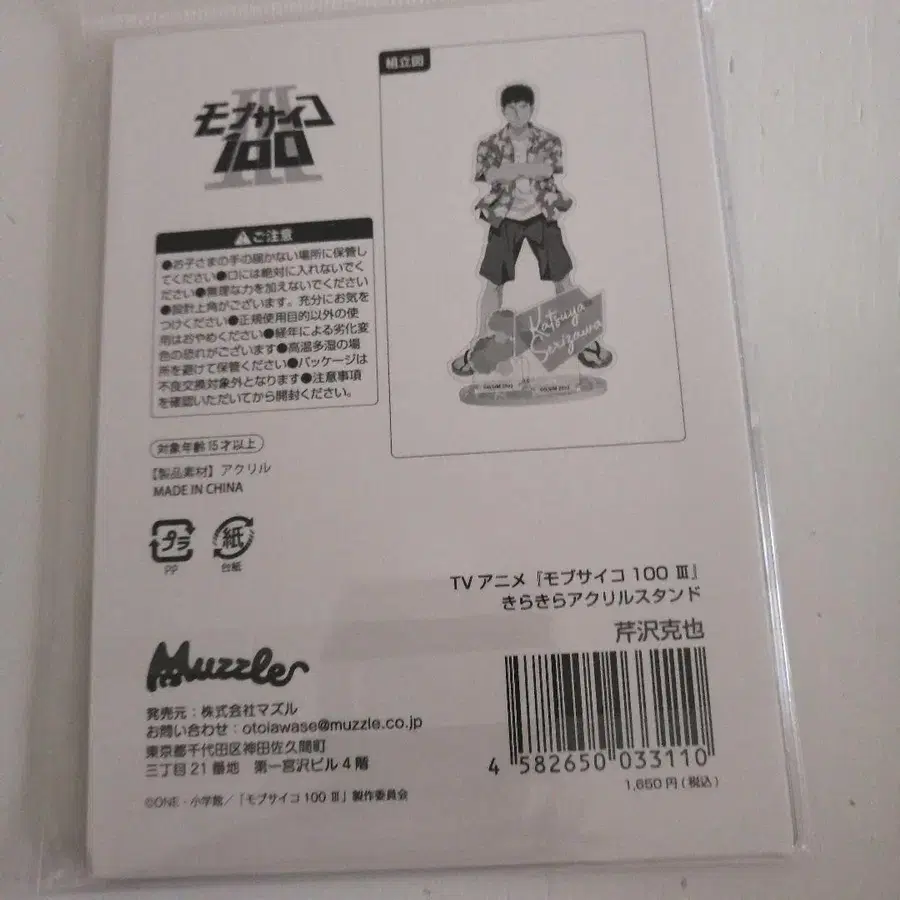 モブサイコ
100
III
組立図
Katsuya
Serizawa
⚠ご注意
●お子さまの手の届かない場所に保管し
てください●口には絶対に入れないでくだ
さい●無理な力を加えないでください
●設計上角がございます。充分にお気を
つけください●正規使用目的以外の使
用はおやめください●経年による劣化変
色の恐れがございます●高温多湿の場
所を避けて保管ください●パッケージは
不良交換対象外となります●注意事項
を確認いただいてから開封ください。
対象年齢15才以上
【製品素材】アクリル
MADE IN CHINA
プラ
PP
紙
台紙
TVアニメ『モブサイコ 100 Ⅲ』
きらきらアクリルスタンド
芹沢克也
Muzzle
発売元：株式会社マズル
お問い合わせ：otoiawase@muzzle.co.jp
東京都千代田区神田佐久間町
三丁目21番地 第一宮沢ビル4階
©ONE・小学館／「モブサイコ 100 Ⅲ」製作委員会
4 582650 033110
1,650円(税込)